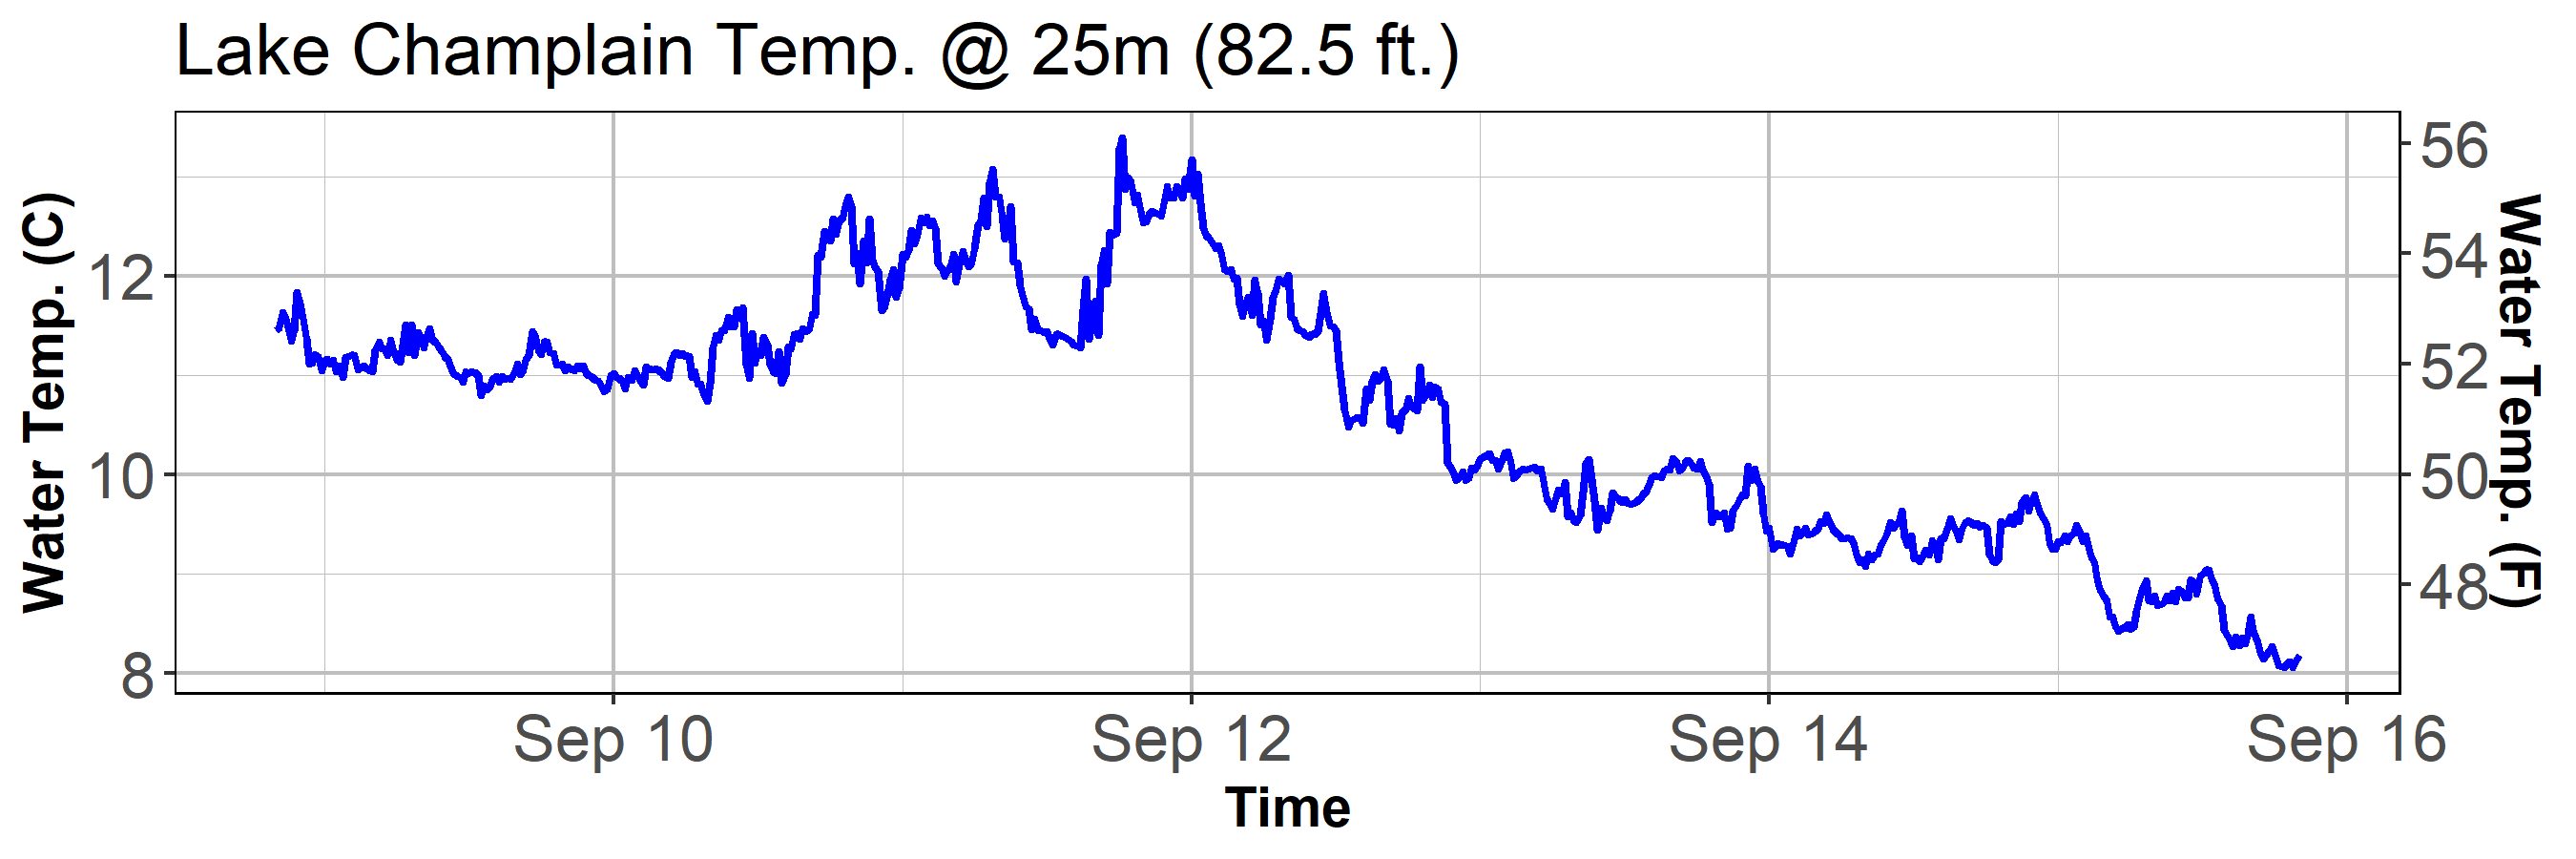 Lake Champlain Temp. @ 25m (82.5 ft.)
Water Temp. (C)
12
10
8
56
54
52
50
48
Water Temp. (F)
Sep 10 Sep 12 Sep 14 Sep 16
Time